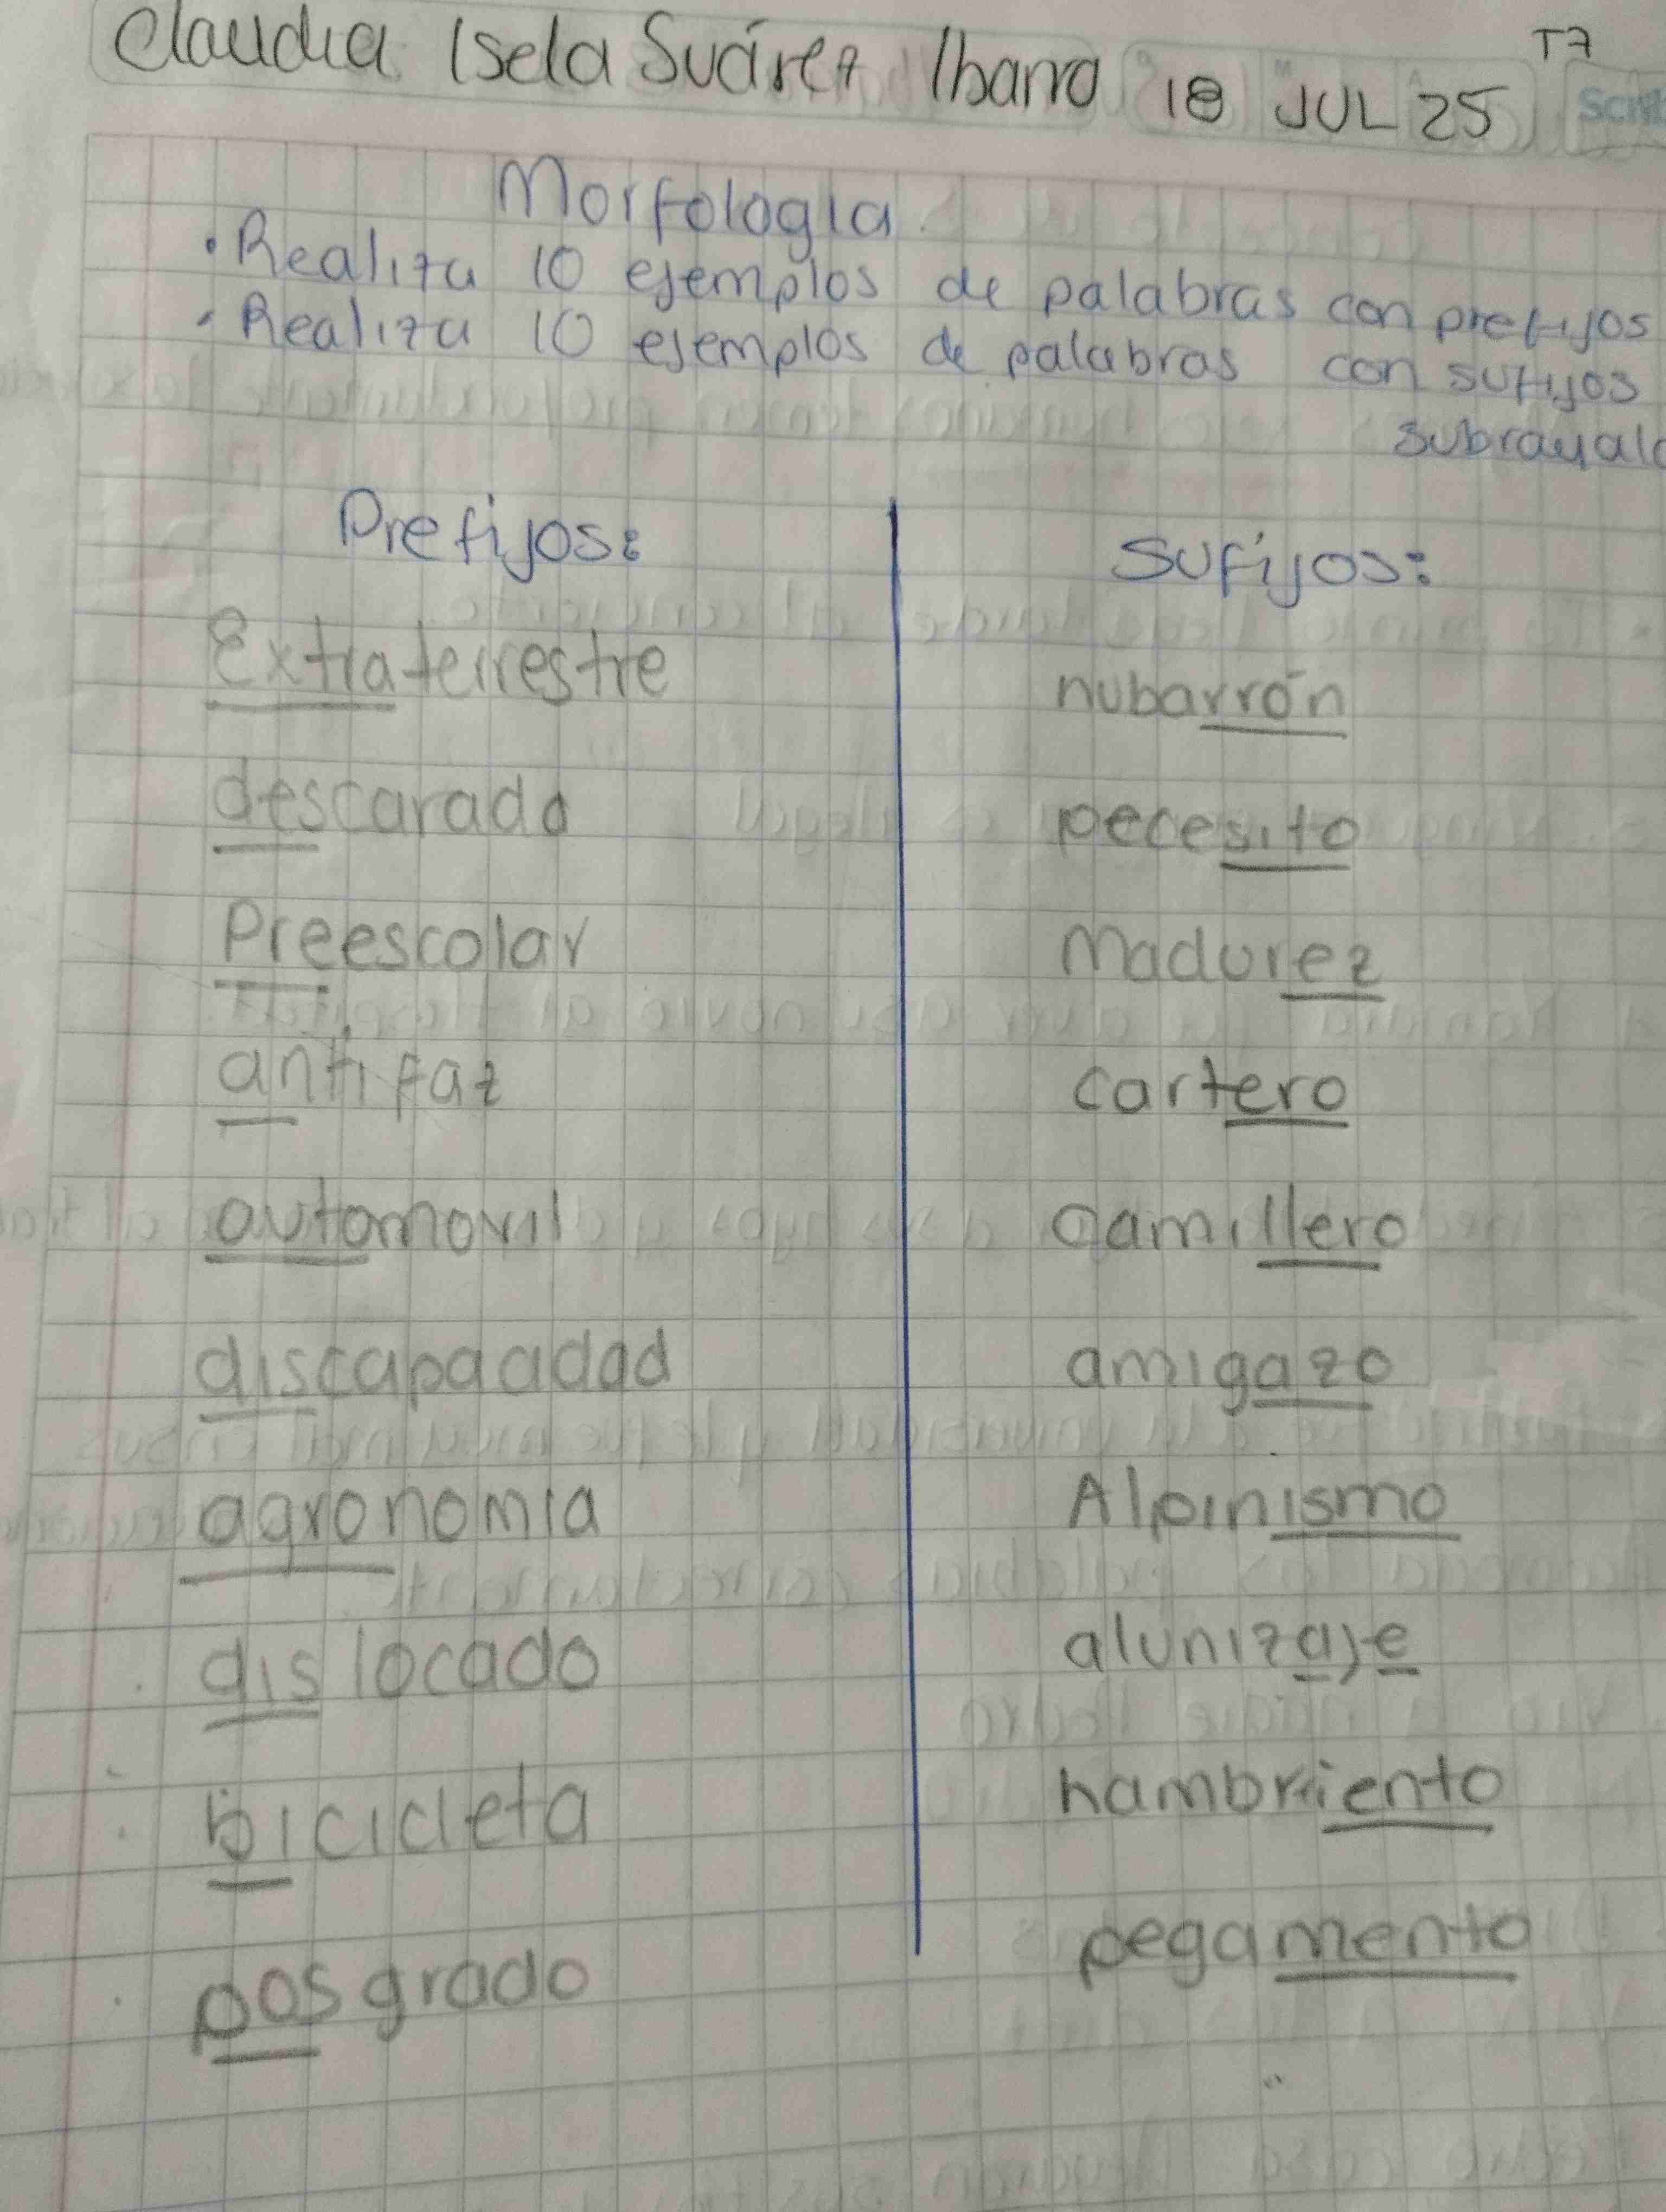 Claudia Isela Suárez Ibarra 18 JUL 25 T7
Scrib
Morfologia
• Realiza 10 ejemplos de palabras con prefijos
• Realiza 10 ejemplos de palabras con sufijos
subrayalo
Prefijos: Sufijos:
Extraterrestre nubarrón
descarado pecesito
Preescolar Madurez
antifaz cartero
automovil camillero
discapacidad amigazo
agronomia Alpinismo
dislocado alunizaje
bicicleta hambriento
posgrado pegamento